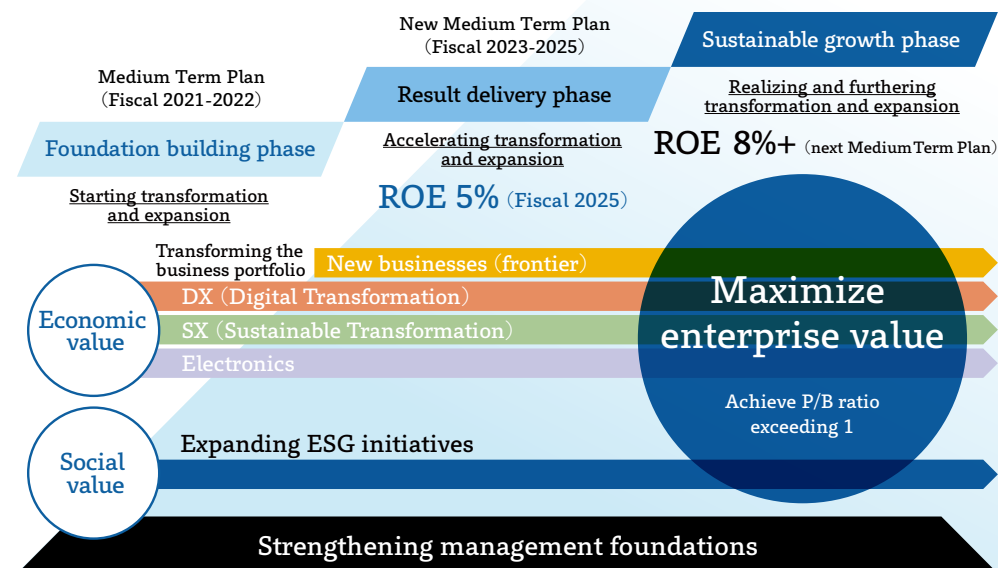 Medium Term Plan
(Fiscal 2021-2022)
Foundation building phase
Starting transformation
and expansion
New Medium Term Plan
(Fiscal 2023-2025)
Result delivery phase
Accelerating transformation
and expansion
ROE 5% (Fiscal 2025)
Sustainable growth phase
Realizing and furthering
transformation and expansion
ROE 8%+ (next Medium Term Plan)
Economic
value
Transforming the
business portfolio
New businesses (frontier)
DX (Digital Transformation)
SX (Sustainable Transformation)
Electronics
Maximize
enterprise value
Achieve P/B ratio
exceeding 1
Social
value
Expanding ESG initiatives
Strengthening management foundations